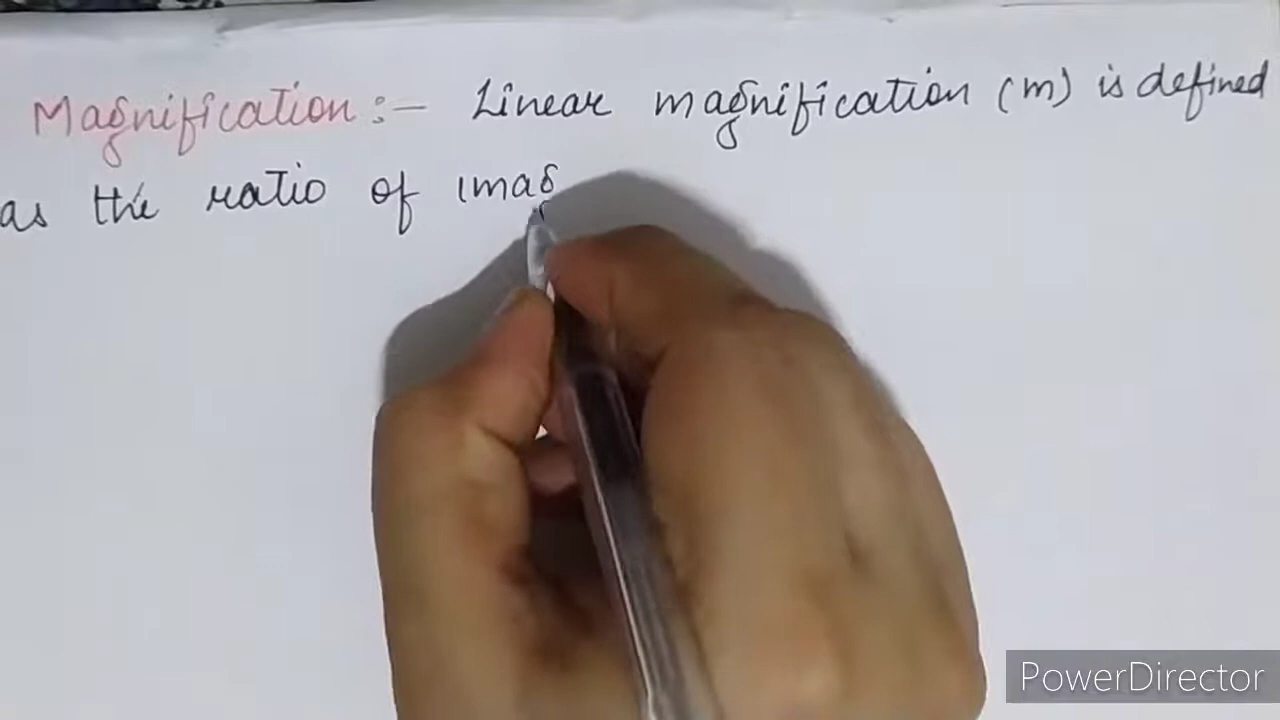 Magnification :- Linear magnification (m) is defined
as the ratio of imag
PowerDirector